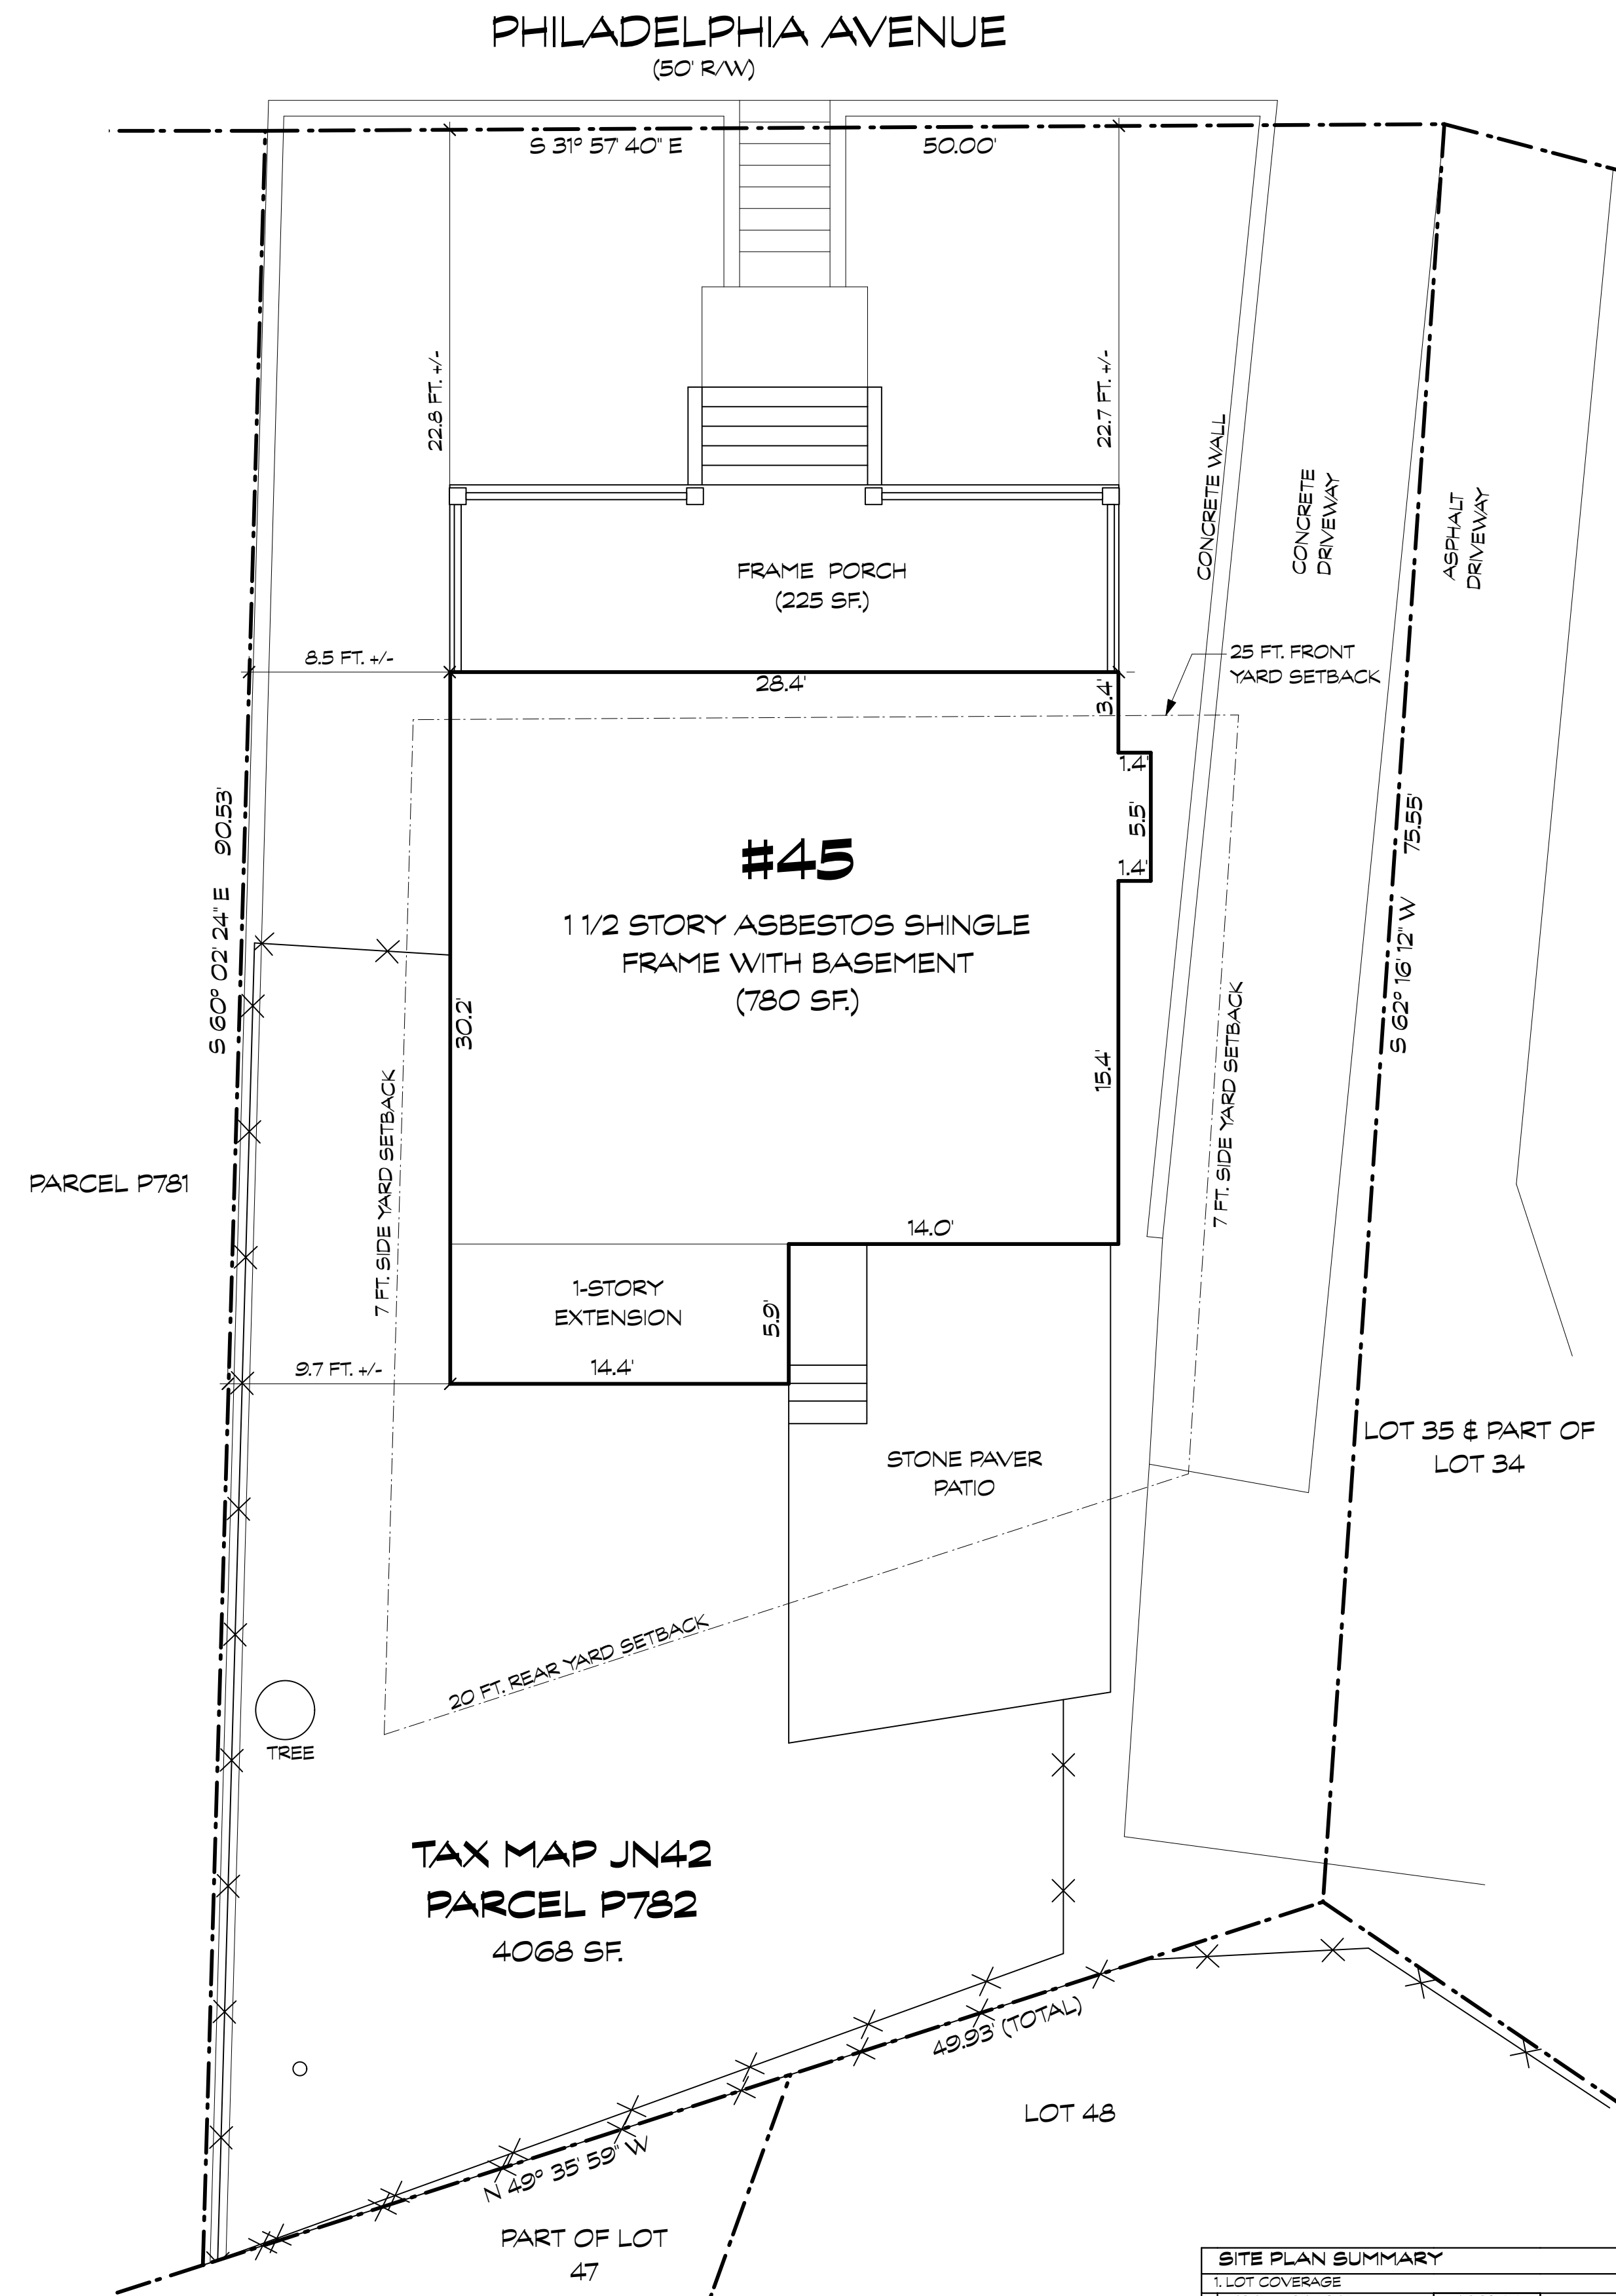 PHILADELPHIA AVENUE
(50' R/W)
S 31° 57' 40" E
50.00'
22.8 FT. +/-
22.7 FT. +/-
CONCRETE WALL
CONCRETE
DRIVEWAY
ASPHALT
DRIVEWAY
FRAME PORCH
(225 SF.)
8.5 FT. +/-
28.4'
3.4'
25 FT. FRONT
YARD SETBACK
1.4'
5.5'
1.4'
S 60° 02' 24" E 90.53'
S 62° 16' 12" W 75.55'
#45
1 1/2 STORY ASBESTOS SHINGLE
FRAME WITH BASEMENT
(780 SF.)
30.2'
15.4'
7 FT. SIDE YARD SETBACK
7 FT. SIDE YARD SETBACK
PARCEL P781
14.0'
1-STORY
EXTENSION
5.9'
9.7 FT. +/-
14.4'
STONE PAVER
PATIO
LOT 35 & PART OF
LOT 34
20 FT. REAR YARD SETBACK
TREE
TAX MAP JN42
PARCEL P782
4068 SF.
49.93' (TOTAL)
N 49° 35' 59" W
LOT 48
PART OF LOT
47
SITE PLAN SUMMARY
1. LOT COVERAGE